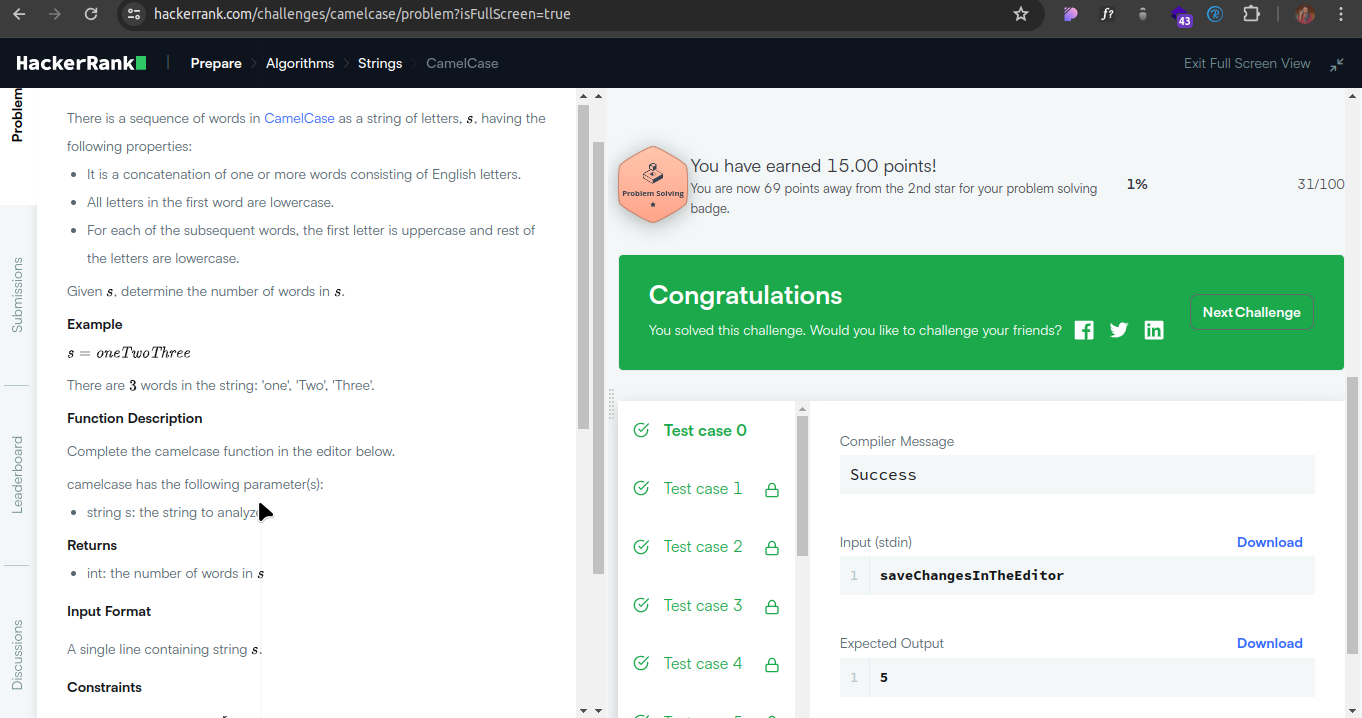 hackerrank.com/challenges/camelcase/problem?isFullScreen=true
f?
43
R
HackerRank
Prepare
Algorithms
Strings
CamelCase
Exit Full Screen View
Problem
Submissions
Leaderboard
Discussions
There is a sequence of words in CamelCase as a string of letters, s, having the
following properties:
• It is a concatenation of one or more words consisting of English letters.
• All letters in the first word are lowercase.
• For each of the subsequent words, the first letter is uppercase and rest of
the letters are lowercase.
Given s, determine the number of words in s.
Example
s = oneTwoThree
There are 3 words in the string: 'one', 'Two', 'Three'.
Function Description
Complete the camelcase function in the editor below.
camelcase has the following parameter(s):
• string s: the string to analyze
Returns
• int: the number of words in s
Input Format
A single line containing string s.
Constraints
Problem Solving
You have earned 15.00 points!
You are now 69 points away from the 2nd star for your problem solving
badge.
1%
31/100
Congratulations
You solved this challenge. Would you like to challenge your friends?
Next Challenge
Test case 0
Test case 1
Test case 2
Test case 3
Test case 4
Compiler Message
Success
Input (stdin)
Download
1 saveChangesInTheEditor
Expected Output
Download
1 5